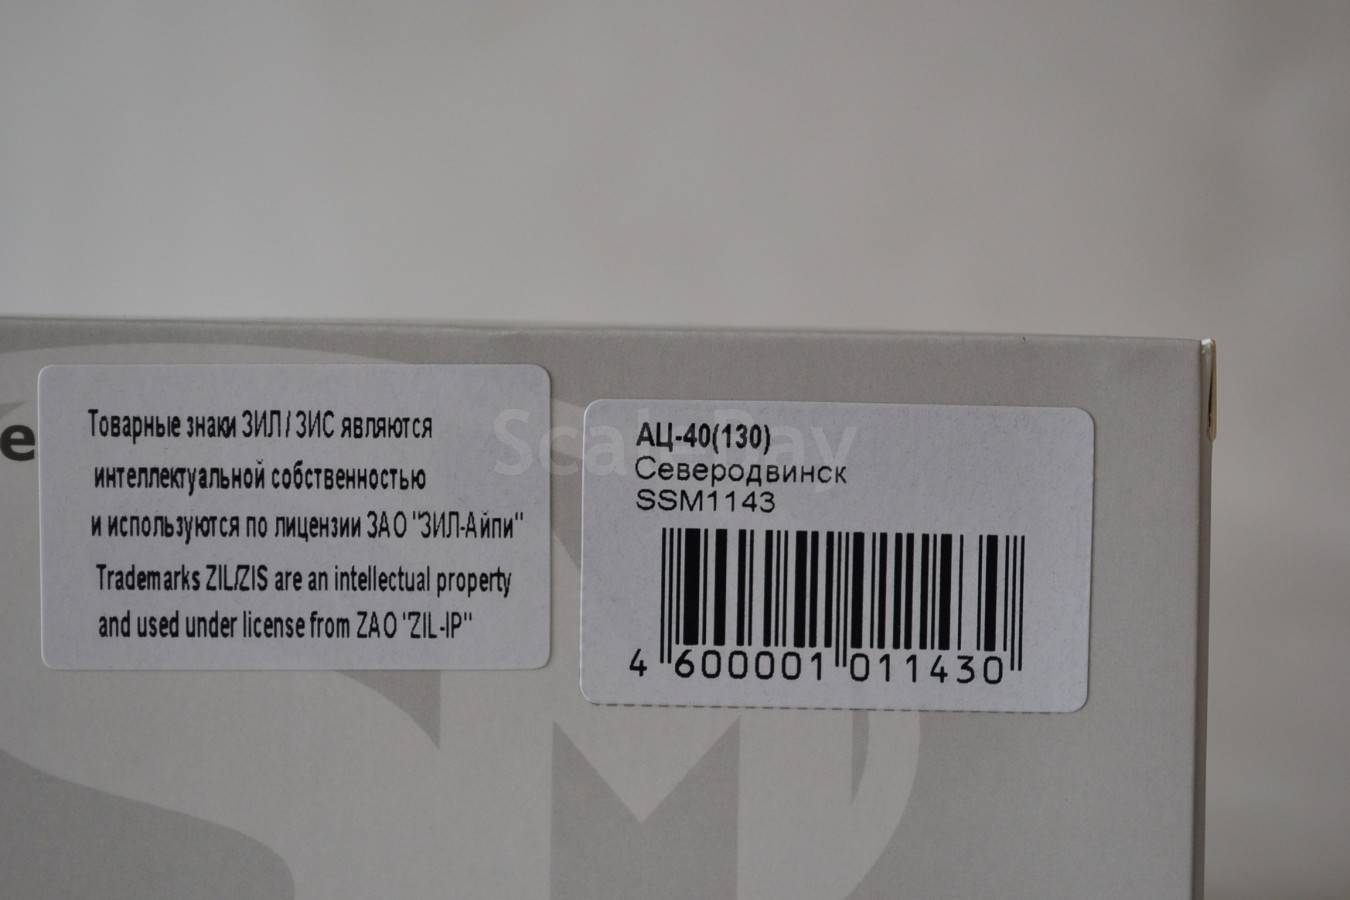 Товарные знаки ЗИЛ / ЗИС являются
интеллектуальной собственностью
и используются по лицензии ЗАО "ЗИЛ-Айпи"
Trademarks ZIL/ZIS are an intellectual property
and used under license from ZAO "ZIL-IP"
АЦ-40(130)
Северодвинск
SSM1143
4 600001 011430
ScaleDay
e